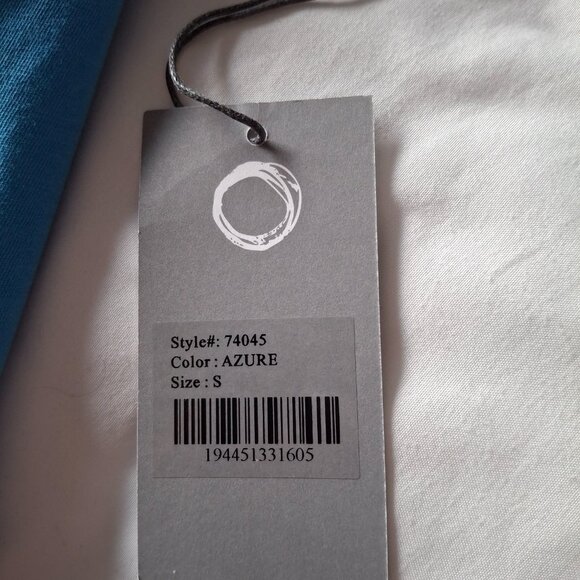 Style#: 74045
Color : AZURE
Size : S
194451331605